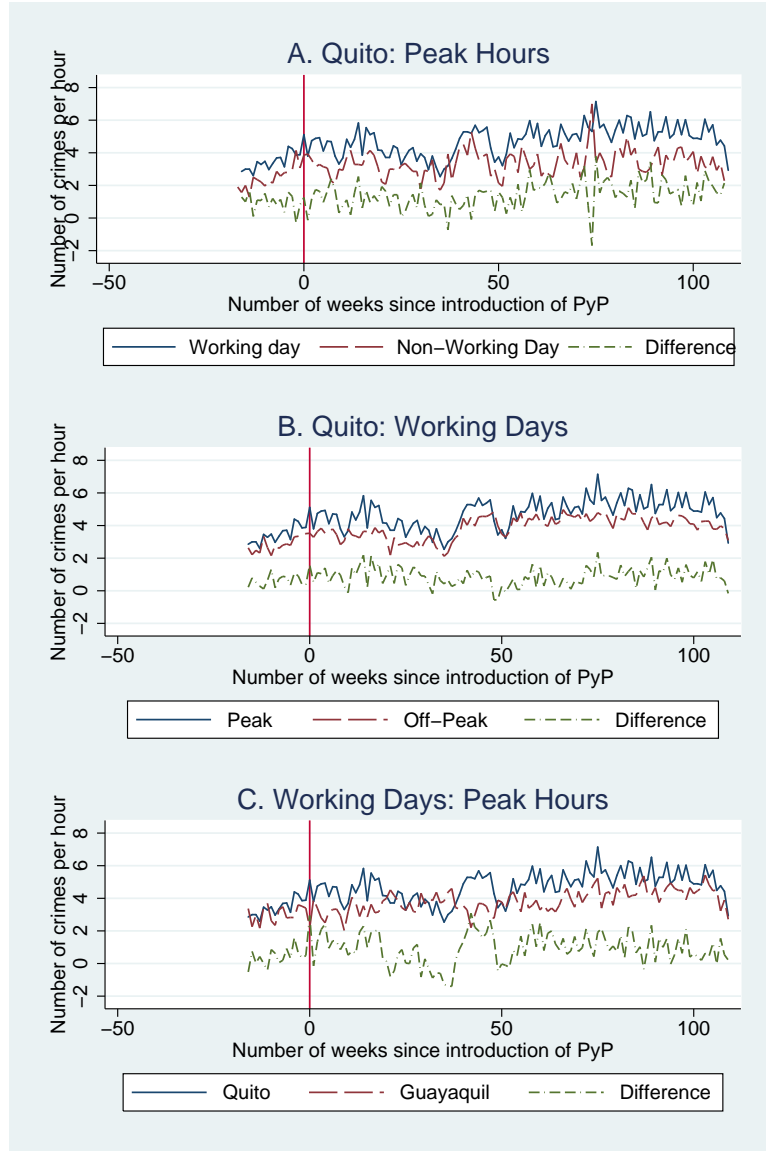 A. Quito: Peak Hours
Number of crimes per hour
8
6
4
2
0
−2
−50 0 50 100
Number of weeks since introduction of PyP
Working day Non−Working Day Difference
B. Quito: Working Days
Number of crimes per hour
8
6
4
2
0
−2
−50 0 50 100
Number of weeks since introduction of PyP
Peak Off−Peak Difference
C. Working Days: Peak Hours
Number of crimes per hour
8
6
4
2
0
−2
−50 0 50 100
Number of weeks since introduction of PyP
Quito Guayaquil Difference